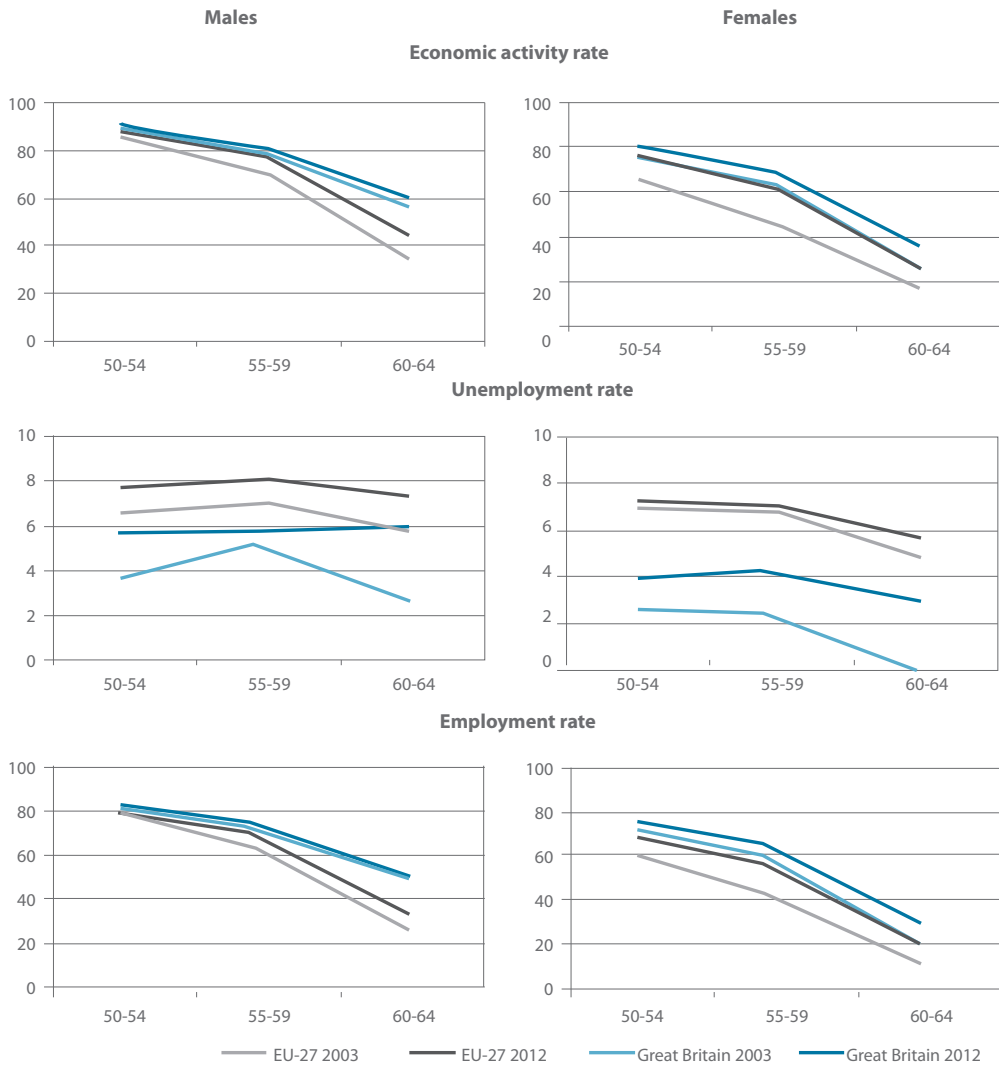 Males Females
Economic activity rate
100 100
80 80
60 60
40 40
20 20
0 0
50-54 55-59 60-64 50-54 55-59 60-64
Unemployment rate
10 10
8 8
6 6
4 4
2 2
0 0
50-54 55-59 60-64 50-54 55-59 60-64
Employment rate
100 100
80 80
60 60
40 40
20 20
0 0
50-54 55-59 60-64 50-54 55-59 60-64
EU-27 2003 EU-27 2012 Great Britain 2003 Great Britain 2012